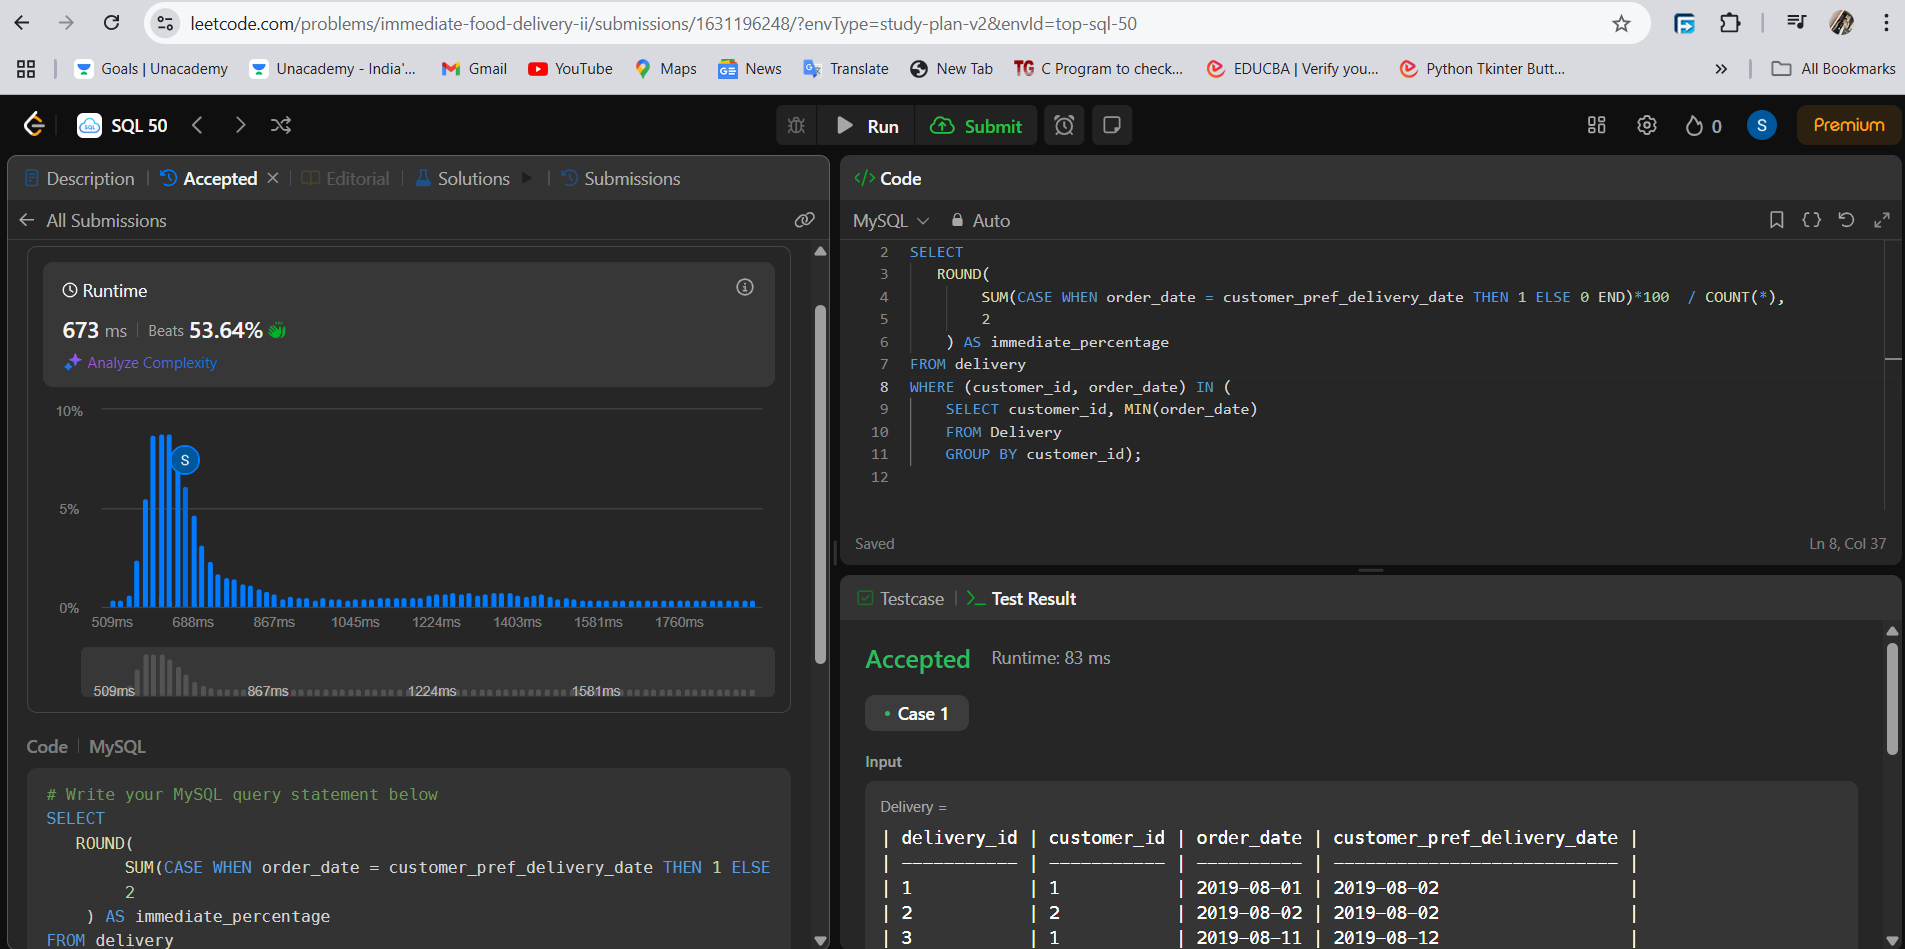 leetcode.com/problems/immediate-food-delivery-ii/submissions/1631196248/?envType=study-plan-v2&envId=top-sql-50
Goals | Unacademy
Unacademy - India'...
Gmail
YouTube
Maps
News
Translate
New Tab
TG C Program to check...
EDUCBA | Verify you...
Python Tkinter Butt...
»
All Bookmarks
SQL 50
Run
Submit
0
S
Premium
Description
Accepted
Editorial
Solutions
Submissions
All Submissions
Runtime
673 ms | Beats 53.64%
Analyze Complexity
10%
S
5%
0%
509ms 688ms 867ms 1045ms 1224ms 1403ms 1581ms 1760ms
509ms 867ms 1224ms 1581ms
Code | MySQL
# Write your MySQL query statement below
SELECT
ROUND(
SUM(CASE WHEN order_date = customer_pref_delivery_date THEN 1 ELSE
2
) AS immediate_percentage
FROM delivery
</> Code
MySQL
Auto
2 SELECT
3 ROUND(
4 SUM(CASE WHEN order_date = customer_pref_delivery_date THEN 1 ELSE 0 END)*100  / COUNT(*),
5 2
6 ) AS immediate_percentage
7 FROM delivery
8 WHERE (customer_id, order_date) IN (
9 SELECT customer_id, MIN(order_date)
10 FROM Delivery
11 GROUP BY customer_id);
12
Saved
Ln 8, Col 37
Testcase
Test Result
Accepted
Runtime: 83 ms
• Case 1
Input
Delivery =
| delivery_id | customer_id | order_date | customer_pref_delivery_date |
| ----------- | ----------- | ---------- | --------------------------- |
| 1 | 1 | 2019-08-01 | 2019-08-02 |
| 2 | 2 | 2019-08-02 | 2019-08-02 |
| 3 | 1 | 2019-08-11 | 2019-08-12 |